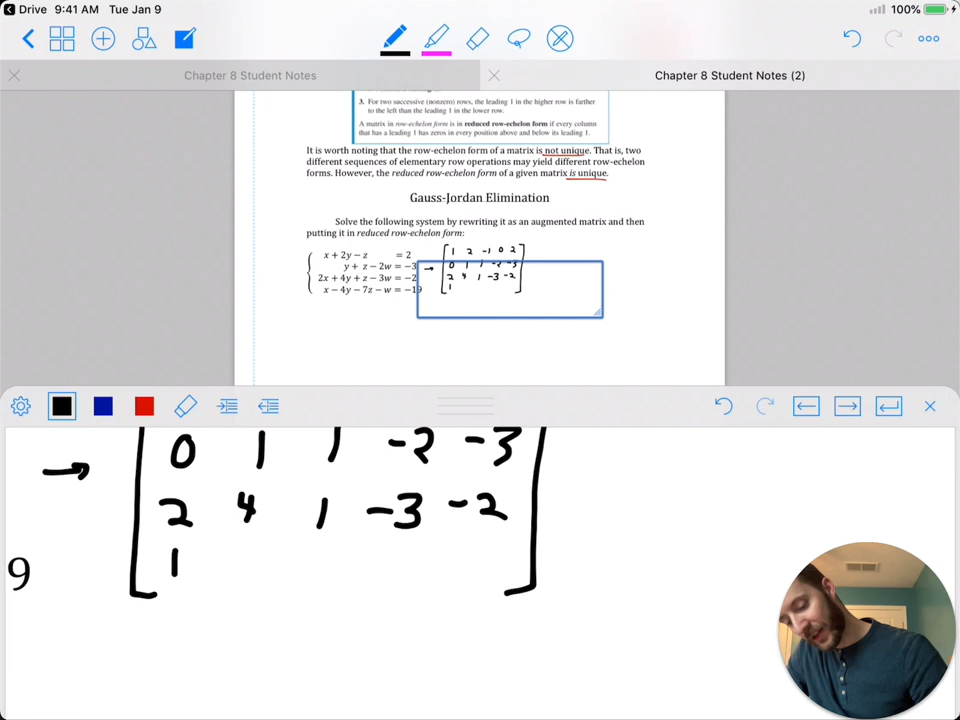 Drive 9:41 AM Tue Jan 9 100%
Chapter 8 Student Notes
Chapter 8 Student Notes (2)
3. For two successive (nonzero) rows, the leading 1 in the higher row is farther
to the left than the leading 1 in the lower row.
A matrix in row-echelon form is in reduced row-echelon form if every column
that has a leading 1 has zeros in every position above and below its leading 1.
It is worth noting that the row-echelon form of a matrix is not unique. That is, two
different sequences of elementary row operations may yield different row-echelon
forms. However, the reduced row-echelon form of a given matrix is unique.
Gauss-Jordan Elimination
Solve the following system by rewriting it as an augmented matrix and then
putting it in reduced row-echelon form:
x + 2y − z = 2
y + z − 2w = −3
2x + 4y + z − 3w = −2
x − 4y − 7z − w = −19
→
1 2 -1 0 2
0 1 1 -2 -3
2 4 1 -3 -2
1
→ 0 1 1 -2 -3
2 4 1 -3 -2
9 1